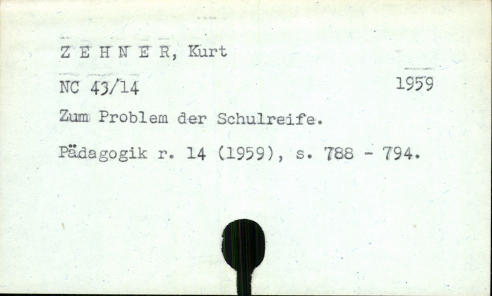 Z E H N E R, Kurt
NC 43/14 1959
Zum Problem der Schulreife.
Pädagogik r. 14 (1959), s. 788 - 794.